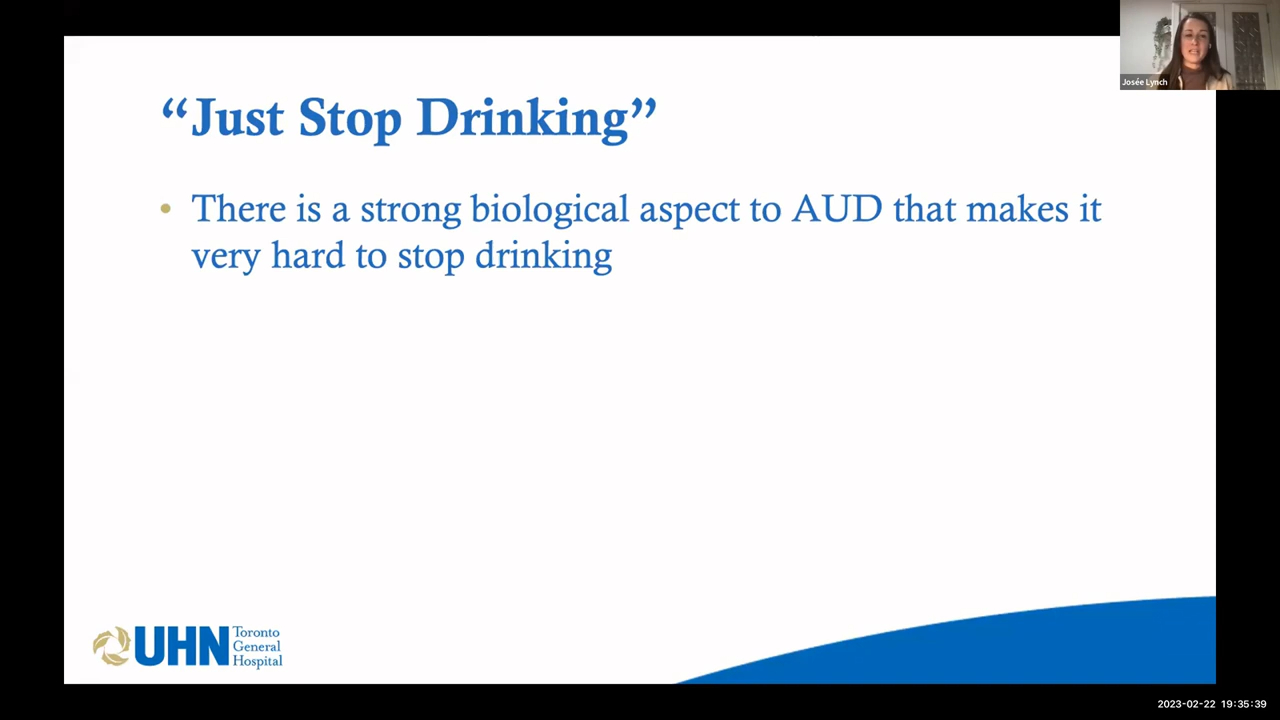 Josée Lynch
“Just Stop Drinking”
• There is a strong biological aspect to AUD that makes it
very hard to stop drinking
UHN
Toronto
General
Hospital
2023-02-22 19:35:39